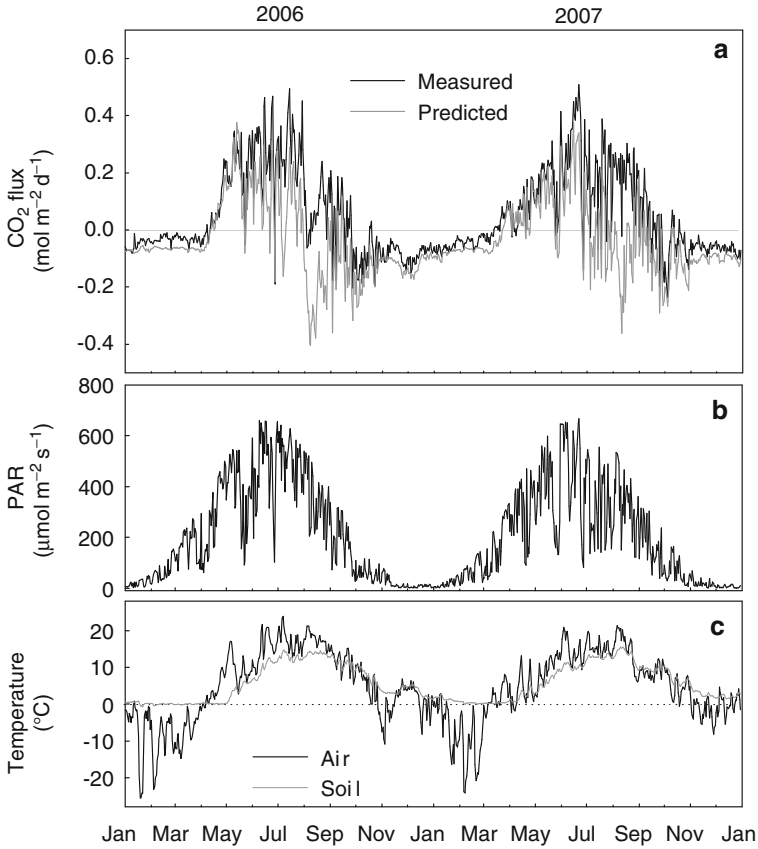 2006 2007
a
Measured
Predicted
CO2 flux
(mol m−2 d−1)
0.6
0.4
0.2
0.0
-0.2
-0.4
b
PAR
(μmol m−2 s−1)
800
600
400
200
0
c
Temperature
(°C)
20
10
0
-10
-20
Air
Soil
Jan Mar May Jul Sep Nov Jan Mar May Jul Sep Nov Jan